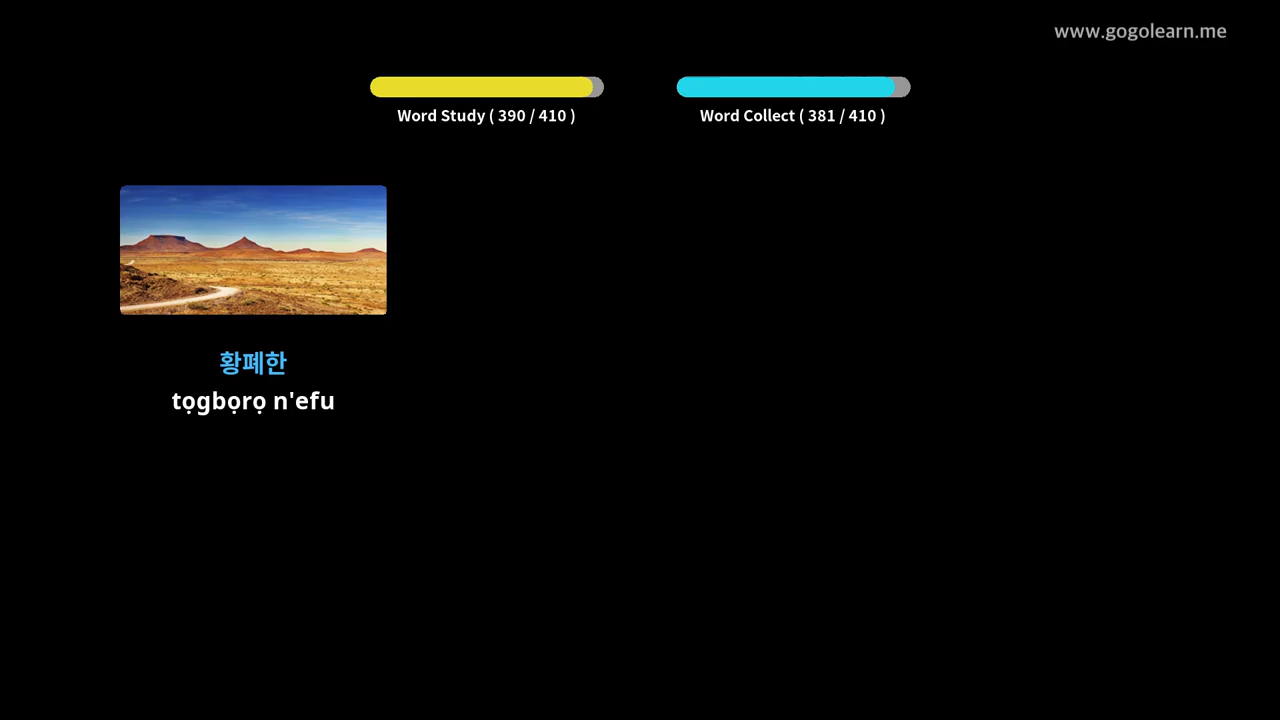 www.gogolearn.me
Word Study ( 390 / 410 )
Word Collect ( 381 / 410 )
황폐한
tọgbọrọ n'efu